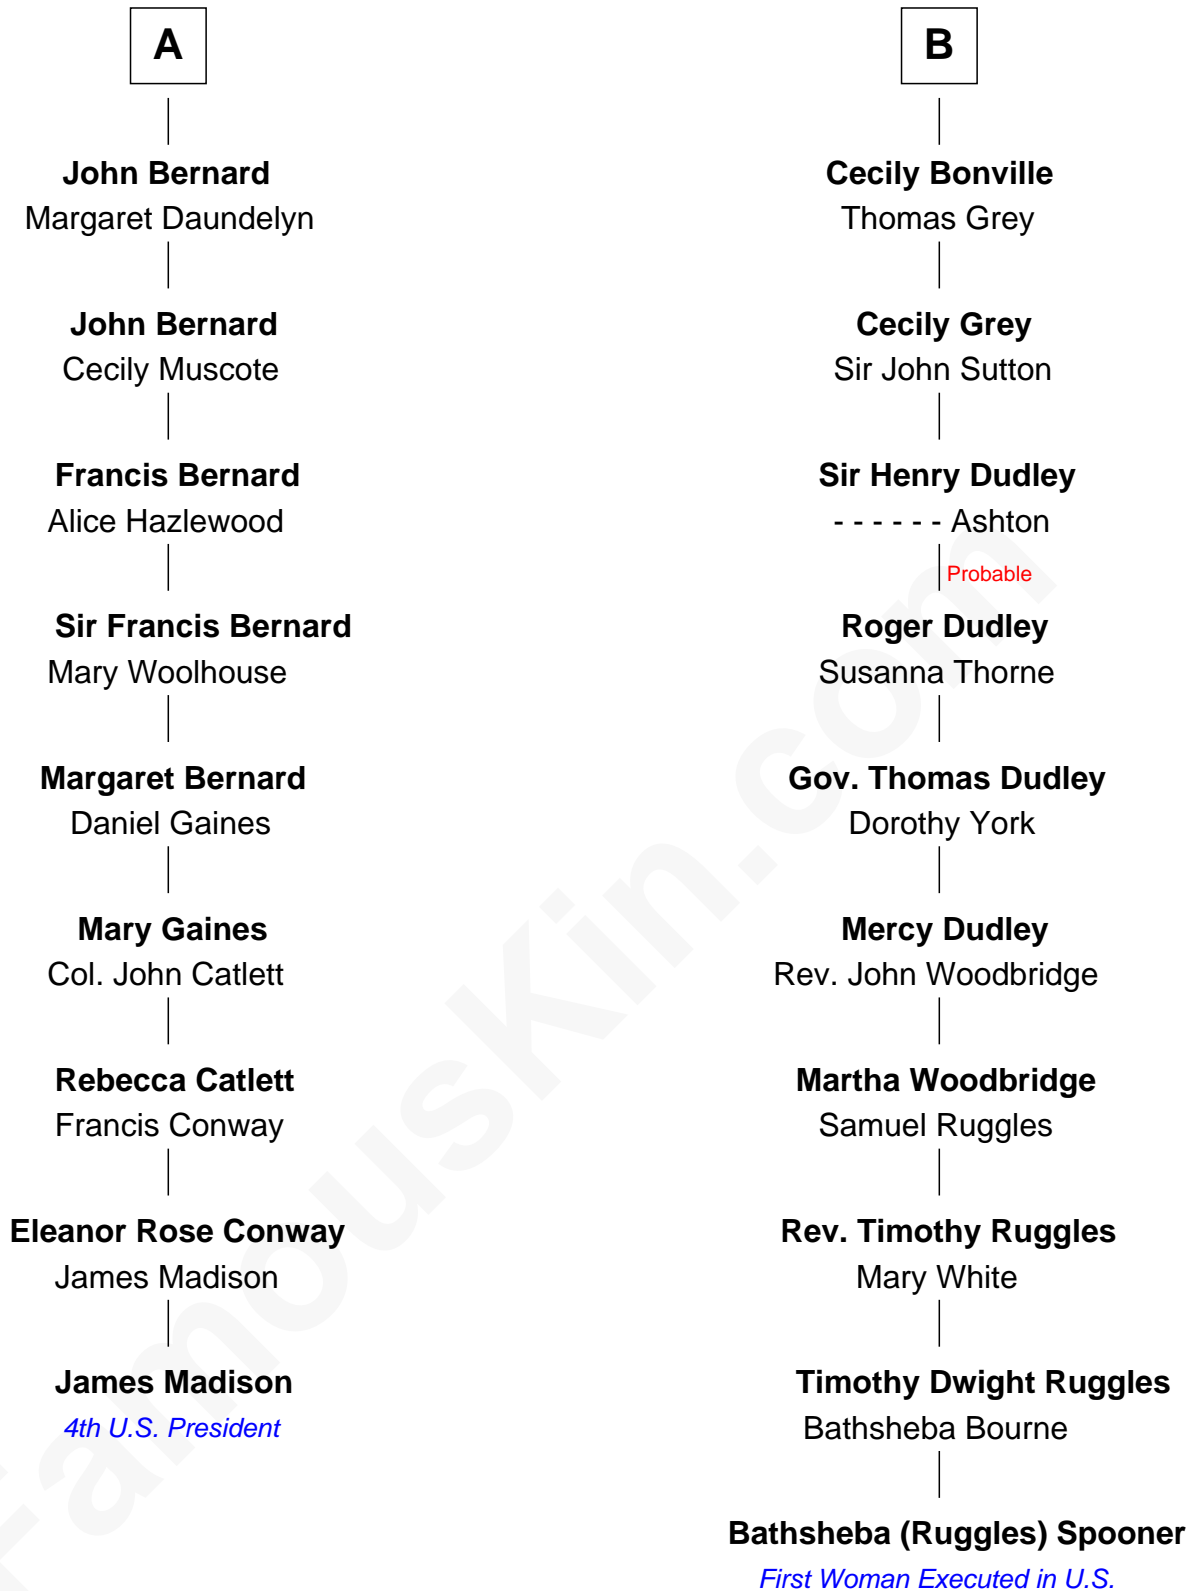 A
John Bernard
Margaret Daundelyn
John Bernard
Cecily Muscote
Francis Bernard
Alice Hazlewood
Sir Francis Bernard
Mary Woolhouse
Margaret Bernard
Daniel Gaines
Mary Gaines
Col. John Catlett
Rebecca Catlett
Francis Conway
Eleanor Rose Conway
James Madison
James Madison
4th U.S. President
B
Cecily Bonville
Thomas Grey
Cecily Grey
Sir John Sutton
Sir Henry Dudley
- - - - - - Ashton
Probable
Roger Dudley
Susanna Thorne
Gov. Thomas Dudley
Dorothy York
Mercy Dudley
Rev. John Woodbridge
Martha Woodbridge
Samuel Ruggles
Rev. Timothy Ruggles
Mary White
Timothy Dwight Ruggles
Bathsheba Bourne
Bathsheba (Ruggles) Spooner
First Woman Executed in U.S.
FamousKin.com